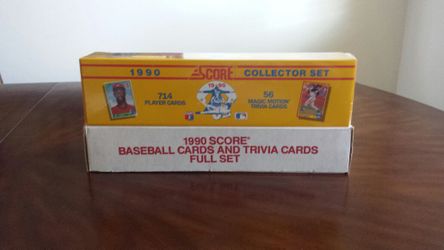 1990 SCORE COLLECTOR SET
714
PLAYER CARDS
1990
56
MAGIC MOTION
TRIVIA CARDS
1990 SCORE®
BASEBALL CARDS AND TRIVIA CARDS
FULL SET